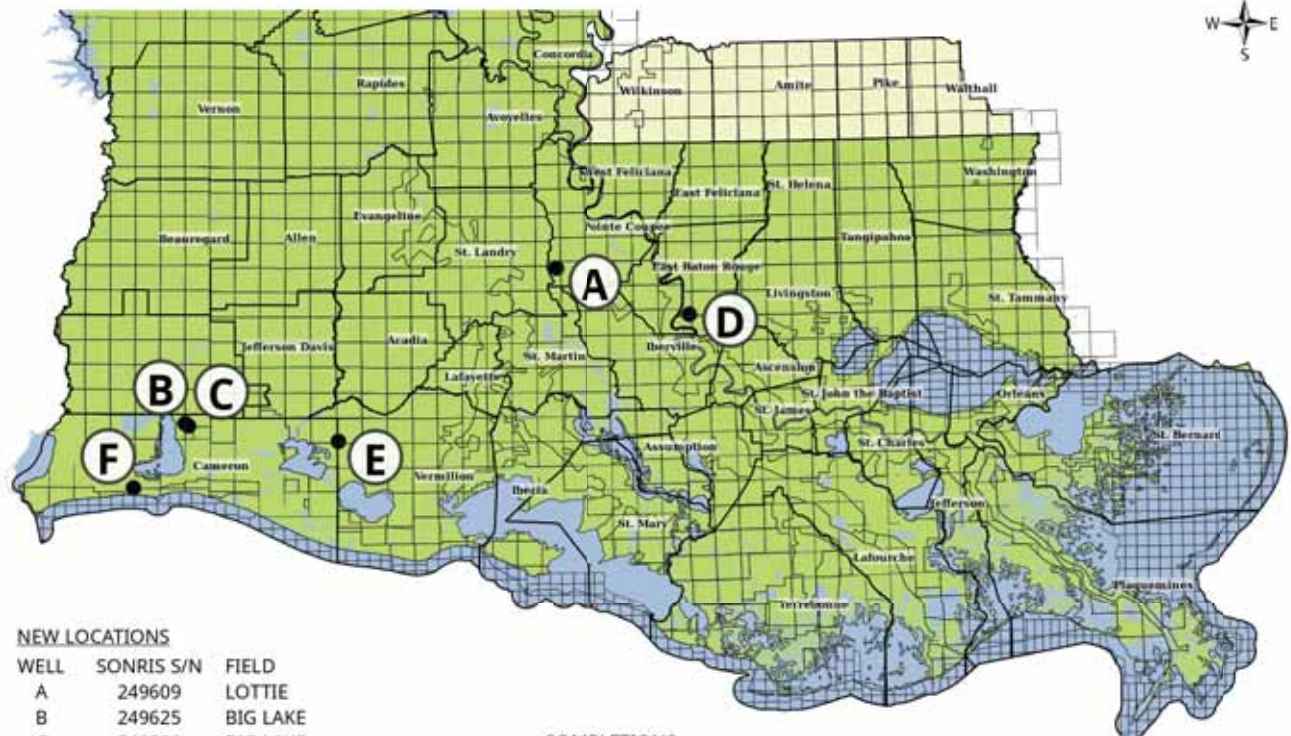 W E
S
Concordia
Rapides
Wilkinson
Amite
Pike
Walthall
Vernon
Avoyelles
West Feliciana
East Feliciana
St. Helena
Washington
Evangeline
Pointe Coupee
Beauregard
Allen
St. Landry
Tangipahoa
East Baton Rouge
A
Livingston
St. Tammany
D
Jefferson Davis
Acadia
St. Martin
Iberville
Ascension
Lafayette
B
C
St. John the Baptist
Orleans
St. James
F
Cameron
E
Vermilion
Assumption
St. Charles
St. Bernard
Iberia
Jefferson
St. Mary
Lafourche
Plaquemines
Terrebonne
NEW LOCATIONS
WELL SONRIS S/N FIELD
A 249609 LOTTIE
B 249625 BIG LAKE